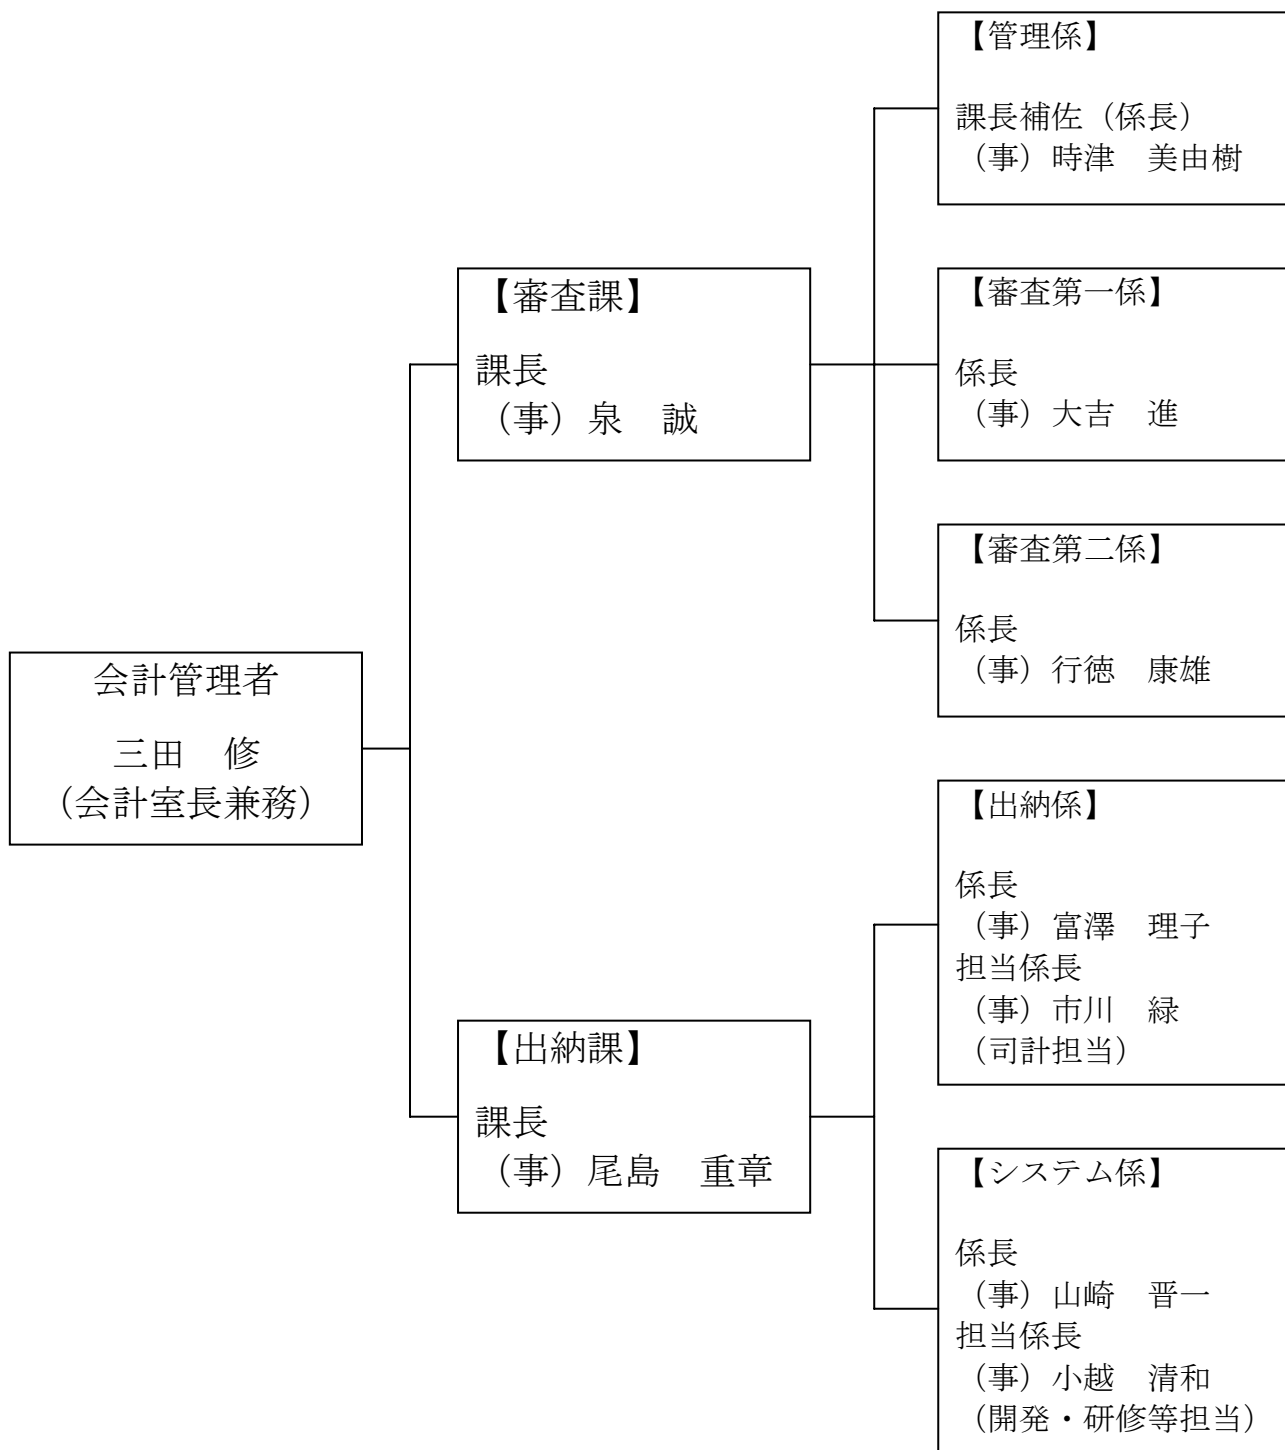 会計管理者
三田　修
（会計室長兼務）
【審査課】
課長
（事）泉　誠
【管理係】
課長補佐（係長）
（事）時津　美由樹
【審査第一係】
係長
（事）大吉　進
【審査第二係】
係長
（事）行徳　康雄
【出納課】
課長
（事）尾島　重章
【出納係】
係長
（事）富澤　理子
担当係長
（事）市川　緑
（司計担当）
【システム係】
係長
（事）山崎　晋一
担当係長
（事）小越　清和
（開発・研修等担当）